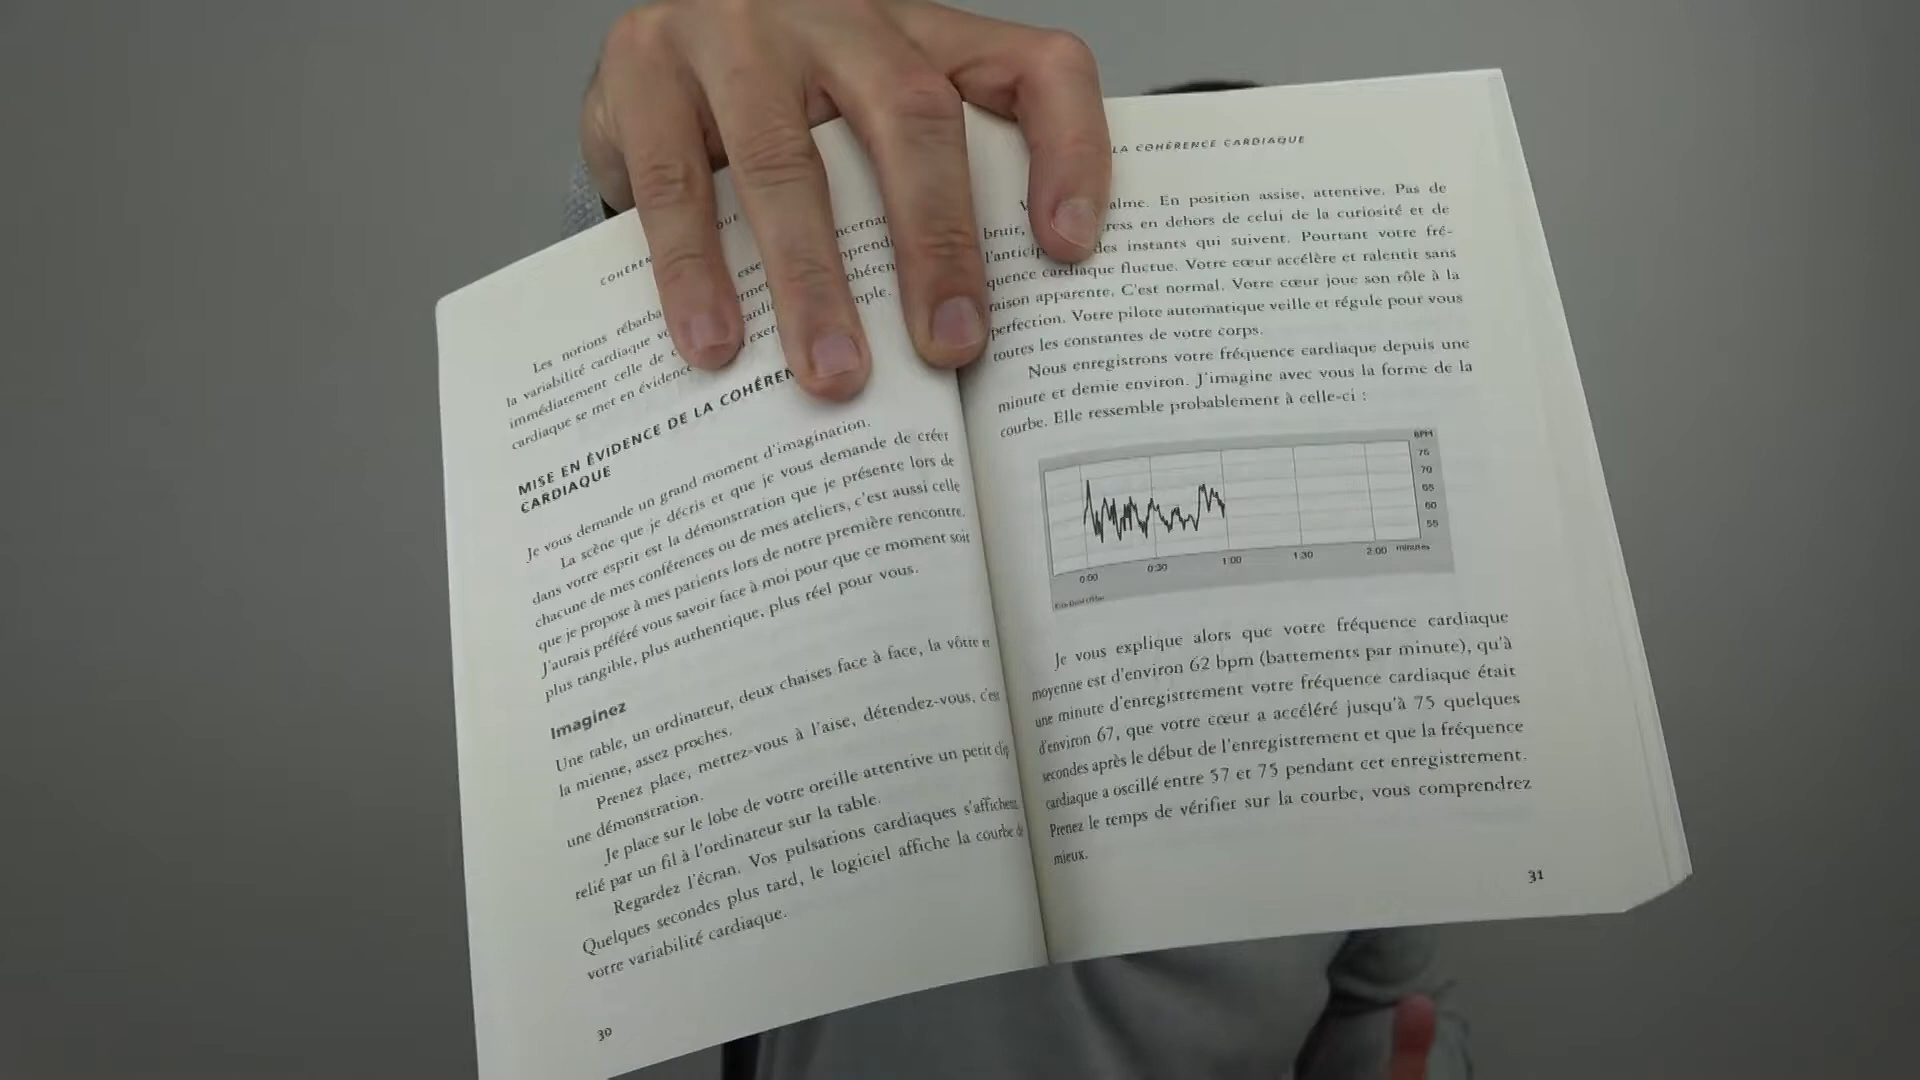 COHÉREN
Les notions rébarba
la variabilité cardiaque
immédiatement celle de
cardiaque se met en évidence
MISE EN ÉVIDENCE DE LA COHÉREN
CARDIAQUE
Je vous demande un grand moment d'imagination.
La scène que je décris et que je vous demande de créer
dans votre esprit est la démonstration que je présente lors de
chacune de mes conférences ou de mes ateliers, c'est aussi celle
que je propose à mes patients lors de notre première rencontre.
J'aurais préféré vous savoir face à moi pour que ce moment soit
plus tangible, plus authentique, plus réel pour vous.
Imaginez
Une table, un ordinateur, deux chaises face à face, la vôtre et
la mienne, assez proches.
Prenez place, mettez-vous à l'aise, détendez-vous, c'est
une démonstration.
Je place sur le lobe de votre oreille attentive un petit clip
relié par un fil à l'ordinateur sur la table.
Regardez l'écran. Vos pulsations cardiaques s'affichent.
Quelques secondes plus tard, le logiciel affiche la courbe de
votre variabilité cardiaque.
30
LA COHÉRENCE CARDIAQUE
alme. En position assise, attentive. Pas de
bruit, ress en dehors de celui de la curiosité et de
l'anticip des instants qui suivent. Pourtant votre fré-
quence cardiaque fluctue. Votre cœur accélère et ralentit sans
raison apparente. C'est normal. Votre cœur joue son rôle à la
perfection. Votre pilote automatique veille et régule pour vous
toutes les constantes de votre corps.
Nous enregistrons votre fréquence cardiaque depuis une
minute et demie environ. J'imagine avec vous la forme de la
courbe. Elle ressemble probablement à celle-ci :
BPM
75
70
65
60
55
0:00 0:30 1:00 1:30 2:00 minutes
Je vous explique alors que votre fréquence cardiaque
moyenne est d'environ 62 bpm (battements par minute), qu'à
une minute d'enregistrement votre fréquence cardiaque était
d'environ 67, que votre cœur a accéléré jusqu'à 75 quelques
secondes après le début de l'enregistrement et que la fréquence
cardiaque a oscillé entre 57 et 75 pendant cet enregistrement.
Prenez le temps de vérifier sur la courbe, vous comprendrez
mieux.
31